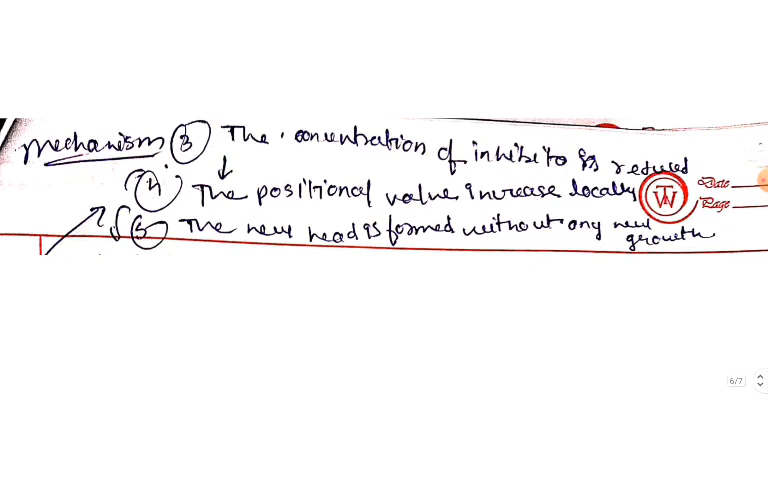 Mechanism ③ The concentration of inhibito is reduced
↓
④ The positional value increase locally
⑤ The new head is formed without any new growth
Date
Page
6/7